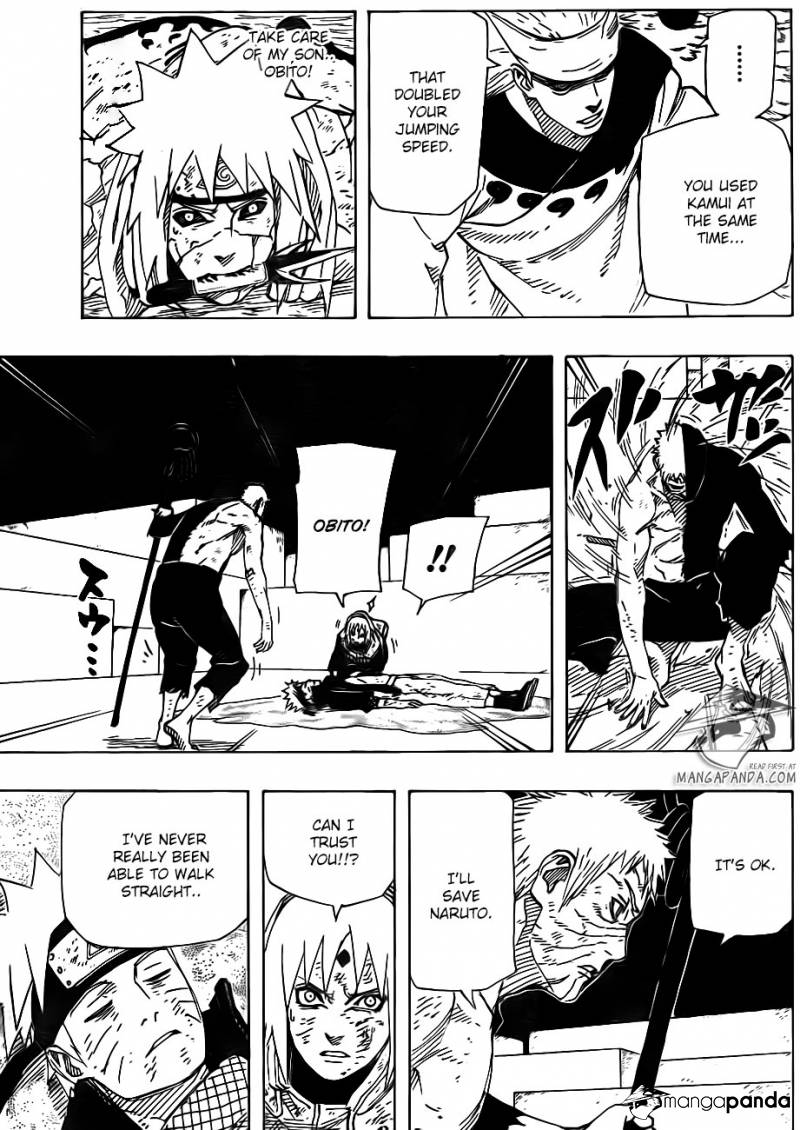 ......
YOU USED
KAMUI AT
THE SAME
TIME...
THAT
DOUBLED
YOUR
JUMPING
SPEED.
TAKE CARE
OF MY SON...
OBITO!
ズザッ
!!
OBITO!
スウ...
READ FIRST AT
MANGAPANDA.COM
IT'S OK.
I'LL
SAVE
NARUTO.
CAN I
TRUST
YOU!!?
I'VE NEVER
REALLY BEEN
ABLE TO WALK
STRAIGHT..
mangapanda